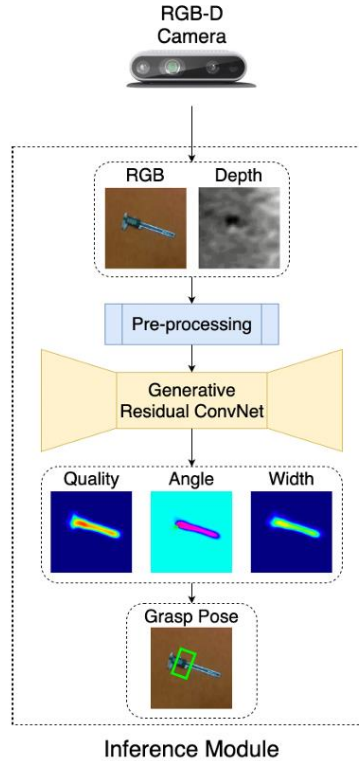 RGB-D
Camera
RGB Depth
Pre-processing
Generative
Residual ConvNet
Quality Angle Width
Grasp Pose
Inference Module